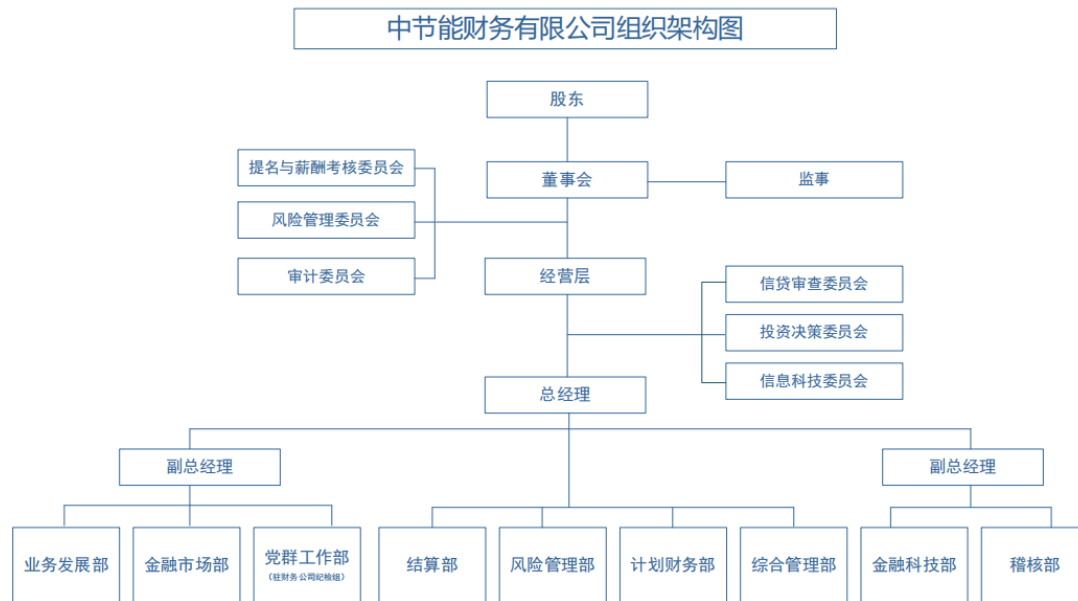 中节能财务有限公司组织架构图
股东
提名与薪酬考核委员会
董事会
监事
风险管理委员会
审计委员会
经营层
信贷审查委员会
投资决策委员会
信息科技委员会
总经理
副总经理
副总经理
业务发展部
金融市场部
党群工作部
（驻财务公司纪检组）
结算部
风险管理部
计划财务部
综合管理部
金融科技部
稽核部